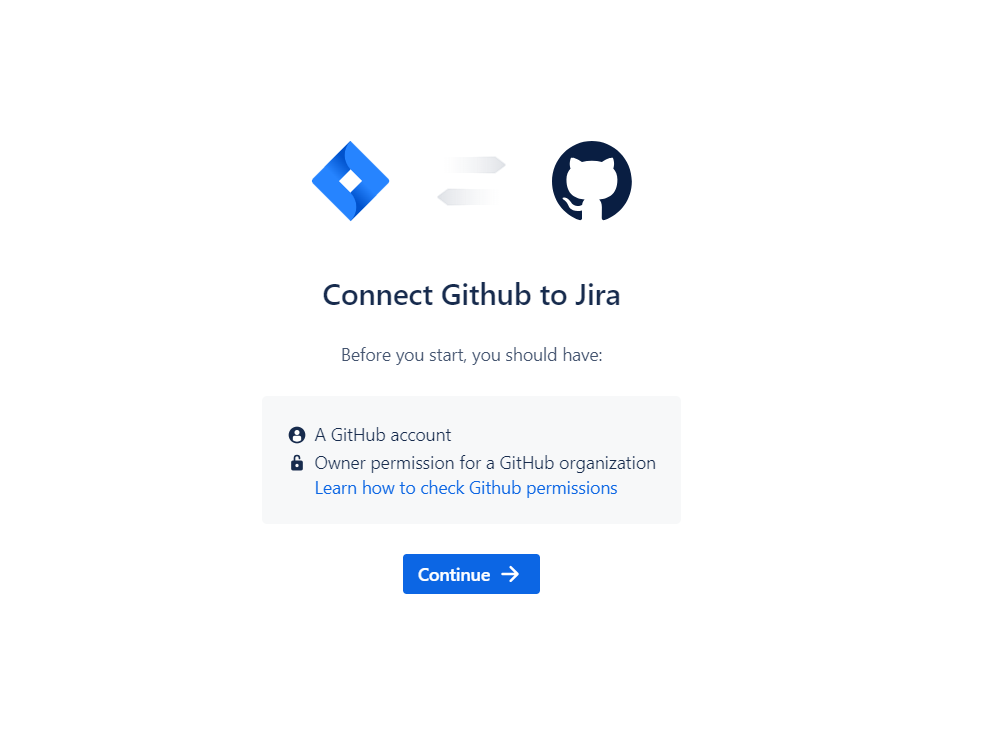 Connect Github to Jira
Before you start, you should have:
A GitHub account
Owner permission for a GitHub organization
Learn how to check Github permissions
Continue